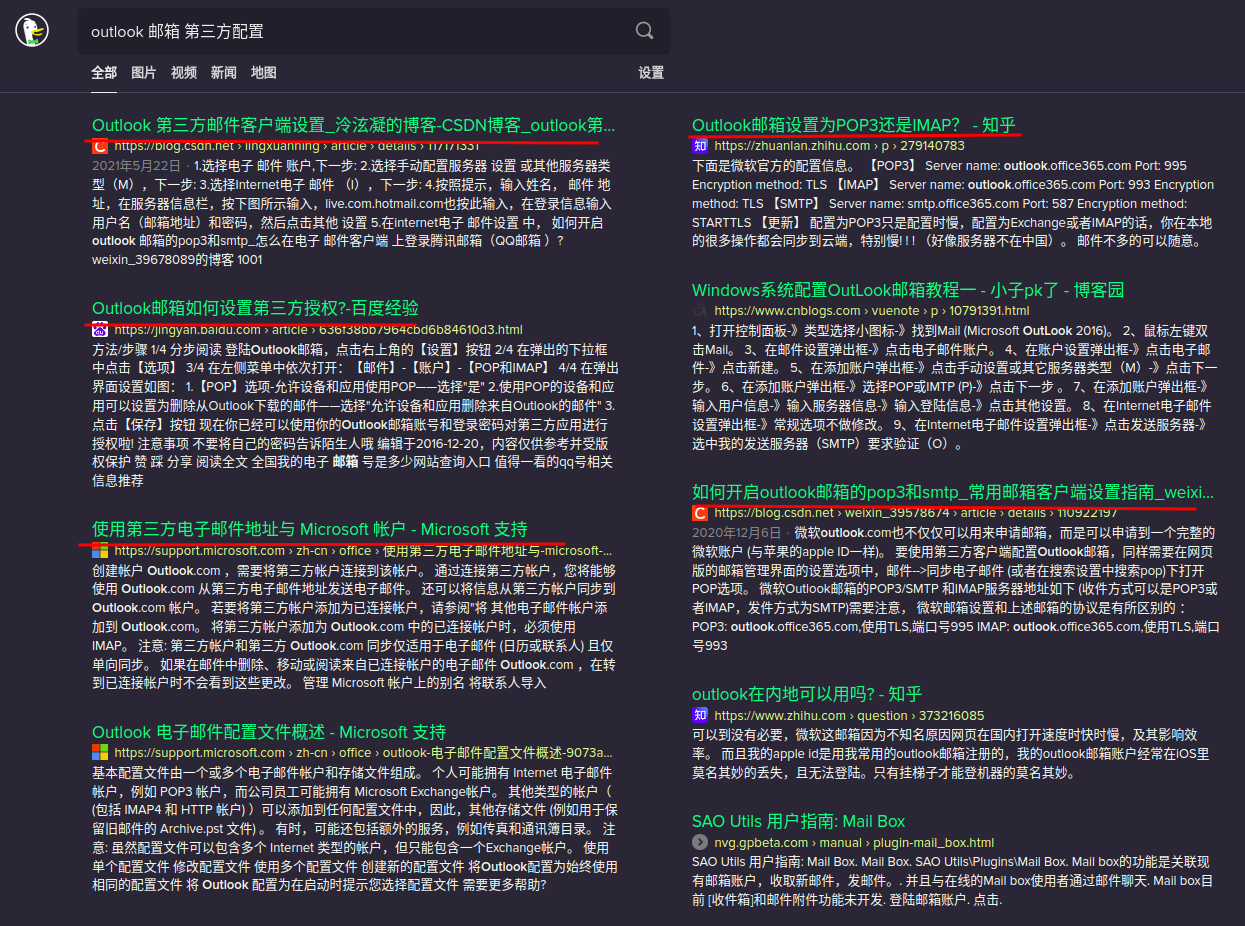 outlook 邮箱 第三方配置
全部 图片 视频 新闻 地图 设置
Outlook 第三方邮件客户端设置_泠泫凝的博客-CSDN博客_outlook第...
https://blog.csdn.net › lingxuanning › article › details › 117171331
2021年5月22日 · 1.选择电子 邮件 账户,下一步: 2.选择手动配置服务器 设置 或其他服务器类
型（M），下一步: 3.选择Internet电子 邮件 （I），下一步: 4.按照提示，输入姓名， 邮件 地
址，在服务器信息栏，按下图所示输入，live.com.hotmail.com也按此输入，在登录信息输入
用户名（邮箱地址）和密码，然后点击其他 设置 5.在internet电子 邮件设置 中， 如何开启
outlook 邮箱的pop3和smtp_怎么在电子 邮件客户端 上登录腾讯邮箱（QQ邮箱 ）?
weixin_39678089的博客 1001
Outlook邮箱如何设置第三方授权?-百度经验
https://jingyan.baidu.com › article › 636f38bb7964cbd6b84610d3.html
方法/步骤 1/4 分步阅读 登陆Outlook邮箱，点击右上角的【设置】按钮 2/4 在弹出的下拉框
中点击【选项】 3/4 在左侧菜单中依次打开：【邮件】-【账户】-【POP和IMAP】 4/4 在弹出
界面设置如图： 1.【POP】选项-允许设备和应用使用POP——选择"是" 2.使用POP的设备和应
用可以设置为删除从Outlook下载的邮件——选择"允许设备和应用删除来自Outlook的邮件" 3.
点击【保存】按钮 现在你已经可以使用你的Outlook邮箱账号和登录密码对第三方应用进行
授权啦! 注意事项 不要将自己的密码告诉陌生人哦 编辑于2016-12-20，内容仅供参考并受版
权保护 赞 踩 分享 阅读全文 全国我的电子 邮箱 号是多少网站查询入口 值得一看的qq号相关
信息推荐
使用第三方电子邮件地址与 Microsoft 帐户 - Microsoft 支持
https://support.microsoft.com › zh-cn › office › 使用第三方电子邮件地址与-microsoft-...
创建帐户 Outlook.com ，需要将第三方帐户连接到该帐户。 通过连接第三方帐户，您将能够
使用 Outlook.com 从第三方电子邮件地址发送电子邮件。 还可以将信息从第三方帐户同步到
Outlook.com 帐户。 若要将第三方帐户添加为已连接帐户，请参阅"将 其他电子邮件帐户添
加到 Outlook.com。 将第三方帐户添加为 Outlook.com 中的已连接帐户时，必须使用
IMAP。 注意: 第三方帐户和第三方 Outlook.com 同步仅适用于电子邮件 (日历或联系人) 且仅
单向同步。 如果在邮件中删除、移动或阅读来自已连接帐户的电子邮件 Outlook.com ，在转
到已连接帐户时不会看到这些更改。 管理 Microsoft 帐户上的别名 将联系人导入
Outlook 电子邮件配置文件概述 - Microsoft 支持
https://support.microsoft.com › zh-cn › office › outlook-电子邮件配置文件概述-9073a...
基本配置文件由一个或多个电子邮件帐户和存储文件组成。 个人可能拥有 Internet 电子邮件
帐户，例如 POP3 帐户，而公司员工可能拥有 Microsoft Exchange帐户。 其他类型的帐户（
(包括 IMAP4 和 HTTP 帐户) ）可以添加到任何配置文件中，因此，其他存储文件 (例如用于保
留旧邮件的 Archive.pst 文件) 。 有时，可能还包括额外的服务，例如传真和通讯簿目录。 注
意: 虽然配置文件可以包含多个 Internet 类型的帐户，但只能包含一个Exchange帐户。 使用
单个配置文件 修改配置文件 使用多个配置文件 创建新的配置文件 将Outlook配置为始终使用
相同的配置文件 将 Outlook 配置为在启动时提示您选择配置文件 需要更多帮助?
Outlook邮箱设置为POP3还是IMAP？ - 知乎
https://zhuanlan.zhihu.com › p › 279140783
下面是微软官方的配置信息。 【POP3】 Server name: outlook.office365.com Port: 995
Encryption method: TLS 【IMAP】 Server name: outlook.office365.com Port: 993 Encryption
method: TLS 【SMTP】 Server name: smtp.office365.com Port: 587 Encryption method:
STARTTLS 【更新】 配置为POP3只是配置时慢，配置为Exchange或者IMAP的话，你在本地
的很多操作都会同步到云端，特别慢! ! ! （好像服务器不在中国）。 邮件不多的可以随意。
Windows系统配置OutLook邮箱教程一 - 小子pk了 - 博客园
https://www.cnblogs.com › vuenote › p › 10791391.html
1、打开控制面板-》类型选择小图标-》找到Mail (Microsoft OutLook 2016)。 2、鼠标左键双
击Mail。 3、在邮件设置弹出框-》点击电子邮件账户。 4、在账户设置弹出框-》点击电子邮
件-》点击新建。 5、在添加账户弹出框-》点击手动设置或其它服务器类型（M）-》点击下一
步。 6、在添加账户弹出框-》选择POP或IMTP (P)-》点击下一步 。 7、在添加账户弹出框-》
输入用户信息-》输入服务器信息-》输入登陆信息-》点击其他设置。 8、在Internet电子邮件
设置弹出框-》常规选项不做修改。 9、在Internet电子邮件设置弹出框-》点击发送服务器-》
选中我的发送服务器（SMTP）要求验证（O）。
如何开启outlook邮箱的pop3和smtp_常用邮箱客户端设置指南_weixi...
https://blog.csdn.net › weixin_39578674 › article › details › 110922197
2020年12月6日 · 微软outlook.com也不仅仅可以用来申请邮箱，而是可以申请到一个完整的
微软账户 (与苹果的apple ID一样)。 要使用第三方客户端配置Outlook邮箱，同样需要在网页
版的邮箱管理界面的设置选项中，邮件-->同步电子邮件 (或者在搜索设置中搜索pop)下打开
POP选项。 微软Outlook邮箱的POP3/SMTP 和IMAP服务器地址如下 (收件方式可以是POP3或
者IMAP，发件方式为SMTP)需要注意， 微软邮箱设置和上述邮箱的协议是有所区别的 ：
POP3: outlook.office365.com,使用TLS,端口号995 IMAP: outlook.office365.com,使用TLS,端口
号993
outlook在内地可以用吗? - 知乎
https://www.zhihu.com › question › 373216085
可以到没有必要，微软这邮箱因为不知名原因网页在国内打开速度时快时慢，及其影响效
率。 而且我的apple id是用我常用的outlook邮箱注册的，我的outlook邮箱账户经常在iOS里
莫名其妙的丢失，且无法登陆。只有挂梯子才能登机器的莫名其妙。
SAO Utils 用户指南: Mail Box
nvg.gpbeta.com › manual › plugin-mail_box.html
SAO Utils 用户指南: Mail Box. Mail Box. SAO Utils\Plugins\Mail Box. Mail box的功能是关联现
有邮箱账户，收取新邮件，发邮件。. 并且与在线的Mail box使用者通过邮件聊天. Mail box目
前 [收件箱]和邮件附件功能未开发. 登陆邮箱账户. 点击.